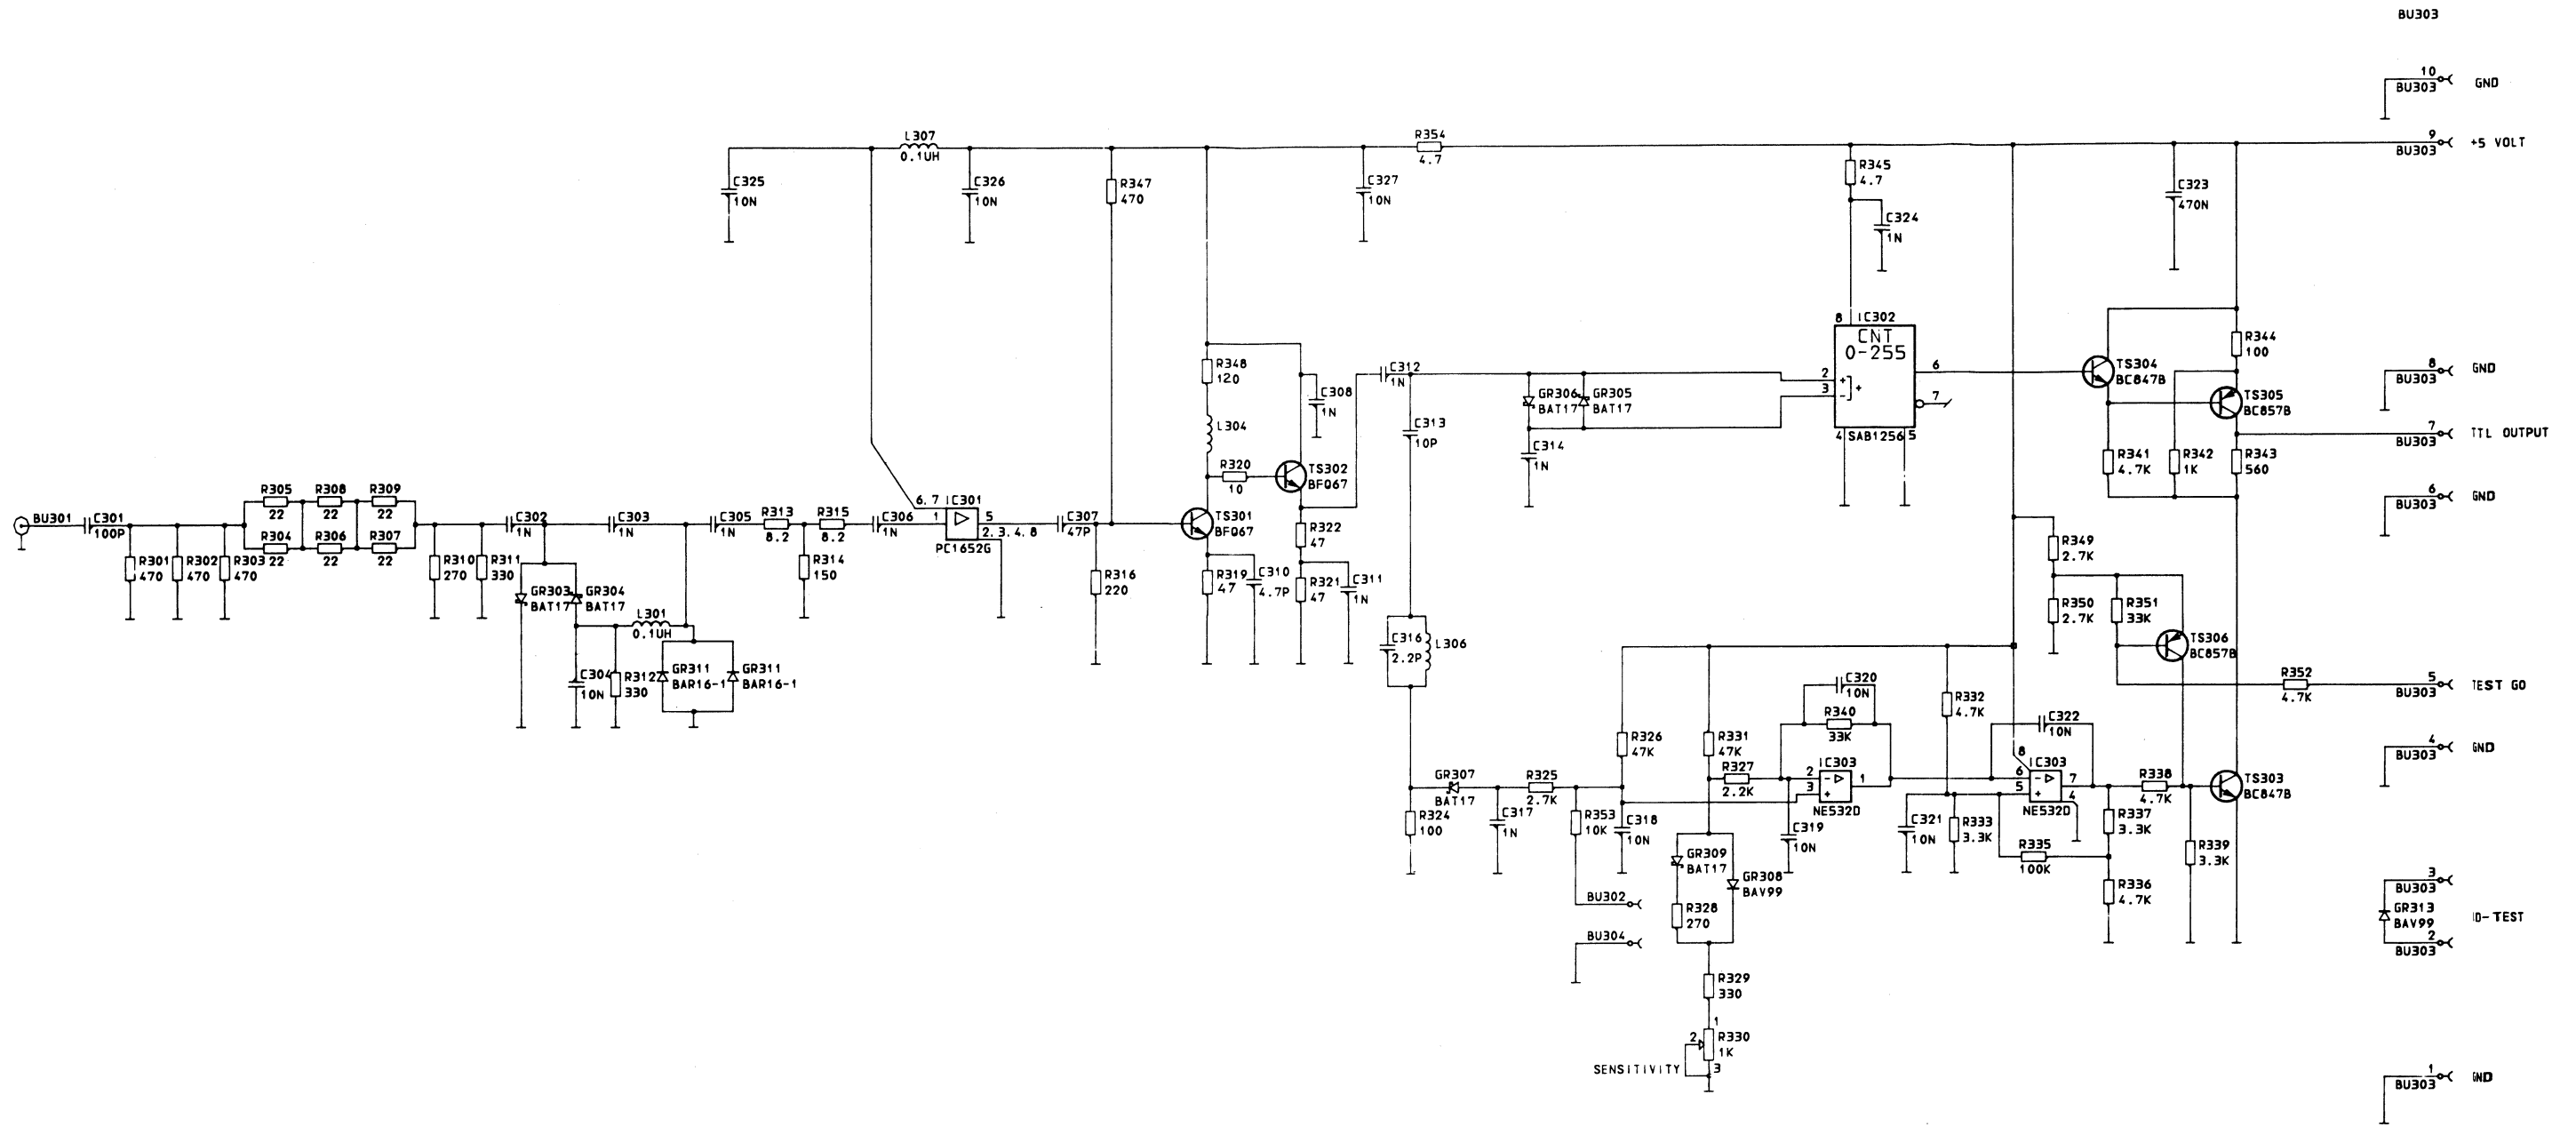 BU303
10
BU303
GND
9
BU303
+5 VOLT
L307
0.1UH
R354
4.7
C325
10N
C326
10N
R347
470
C327
10N
R345
4.7
C324
1N
C323
470N
8
IC302
CNT
0-255
2
3
+
-
+
6
7
4
SAB1256
5
R348
120
L304
C308
1N
C312
1N
C313
10P
GR306
BAT17
GR305
BAT17
C314
1N
TS304
BC847B
R344
100
TS305
BC857B
R341
4.7K
R342
1K
R343
560
8
BU303
GND
7
BU303
TTL OUTPUT
6
BU303
GND
R320
10
TS302
BFQ67
BU301
C301
100P
R301
470
R302
470
R303
470
R305
22
R308
22
R309
22
R304
22
R306
22
R307
22
R310
270
R311
330
C302
1N
C303
1N
C305
1N
R313
8.2
R315
8.2
R314
150
C306
1N
6.7
IC301
1
5
2.3.4.8
PC1652G
C307
47P
TS301
BFQ67
R316
220
R319
47
C310
4.7P
R322
47
R321
47
C311
1N
GR303
BAT17
GR304
BAT17
L301
0.1UH
C304
10N
R312
330
GR311
BAR16-1
GR311
BAR16-1
C316
2.2P
L306
R349
2.7K
R350
2.7K
R351
33K
TS306
BC857B
R352
4.7K
5
BU303
TEST GO
4
BU303
GND
GR307
BAT17
R324
100
C317
1N
R325
2.7K
R353
10K
R326
47K
C318
10N
R331
47K
R327
2.2K
C320
10N
R340
33K
2
3
-
+
IC303
1
NE532D
C319
10N
R332
4.7K
C321
10N
R333
3.3K
R335
100K
C322
10N
8
6
5
-
+
IC303
7
4
NE532D
R337
3.3K
R336
4.7K
R338
4.7K
R339
3.3K
TS303
BC847B
GR309
BAT17
GR308
BAV99
R328
270
BU302
BU304
R329
330
1
2
R330
1K
3
SENSITIVITY
3
BU303
GR313
BAV99
2
BU303
ID-TEST
1
BU303
GND